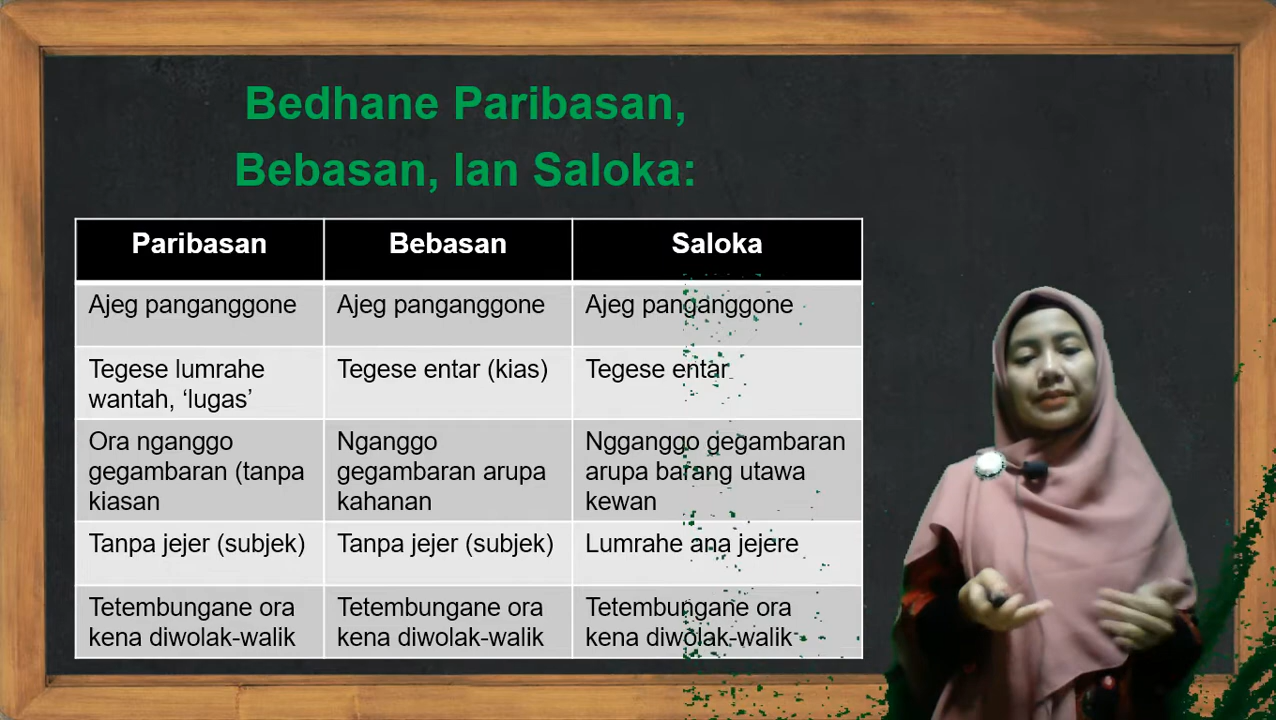 Bedhane Paribasan,
Bebasan, lan Saloka:
Paribasan
Bebasan
Saloka
Ajeg panganggone
Ajeg panganggone
Ajeg panganggone
Tegese lumrahe
wantah, ‘lugas’
Tegese entar (kias)
Tegese entar
Ora nganggo
gegambaran (tanpa
kiasan
Nganggo
gegambaran arupa
kahanan
Ngganggo gegambaran
arupa barang utawa
kewan
Tanpa jejer (subjek)
Tanpa jejer (subjek)
Lumrahe ana jejere
Tetembungane ora
kena diwolak-walik
Tetembungane ora
kena diwolak-walik
Tetembungane ora
kena diwolak-walik